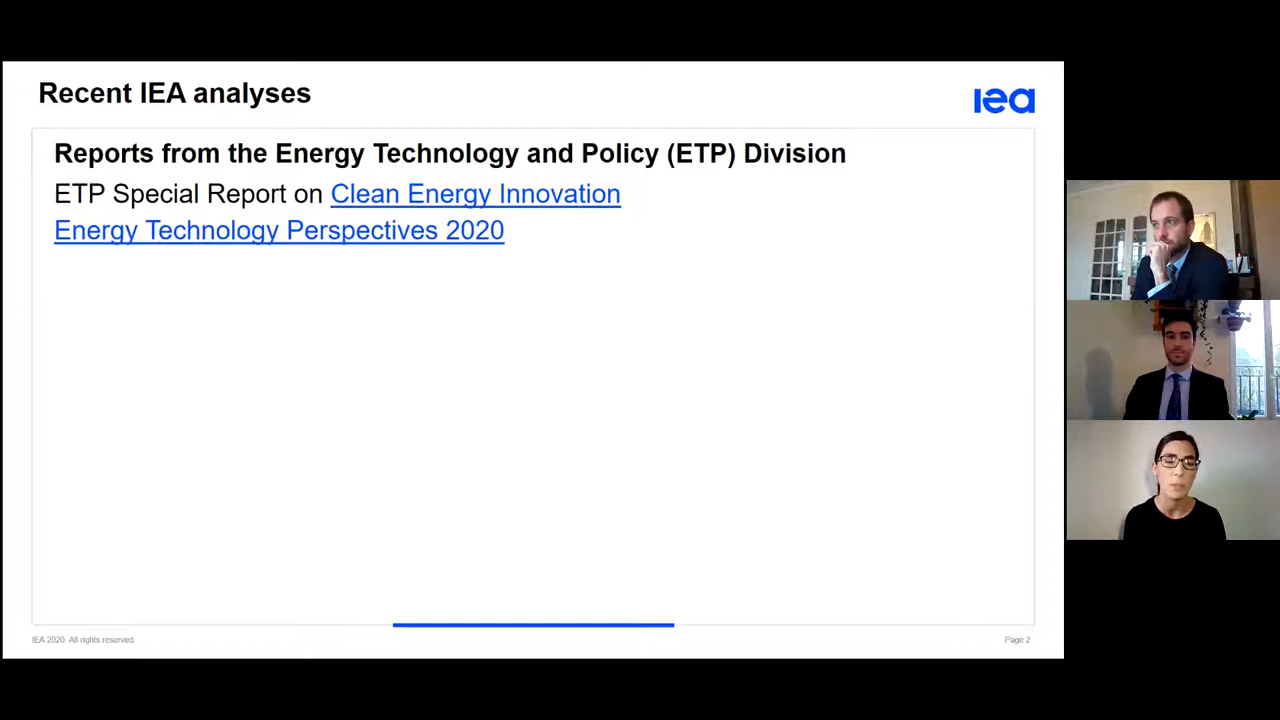 Recent IEA analyses
iea
Reports from the Energy Technology and Policy (ETP) Division
ETP Special Report on Clean Energy Innovation
Energy Technology Perspectives 2020
IEA 2020 All rights reserved.
Page 2